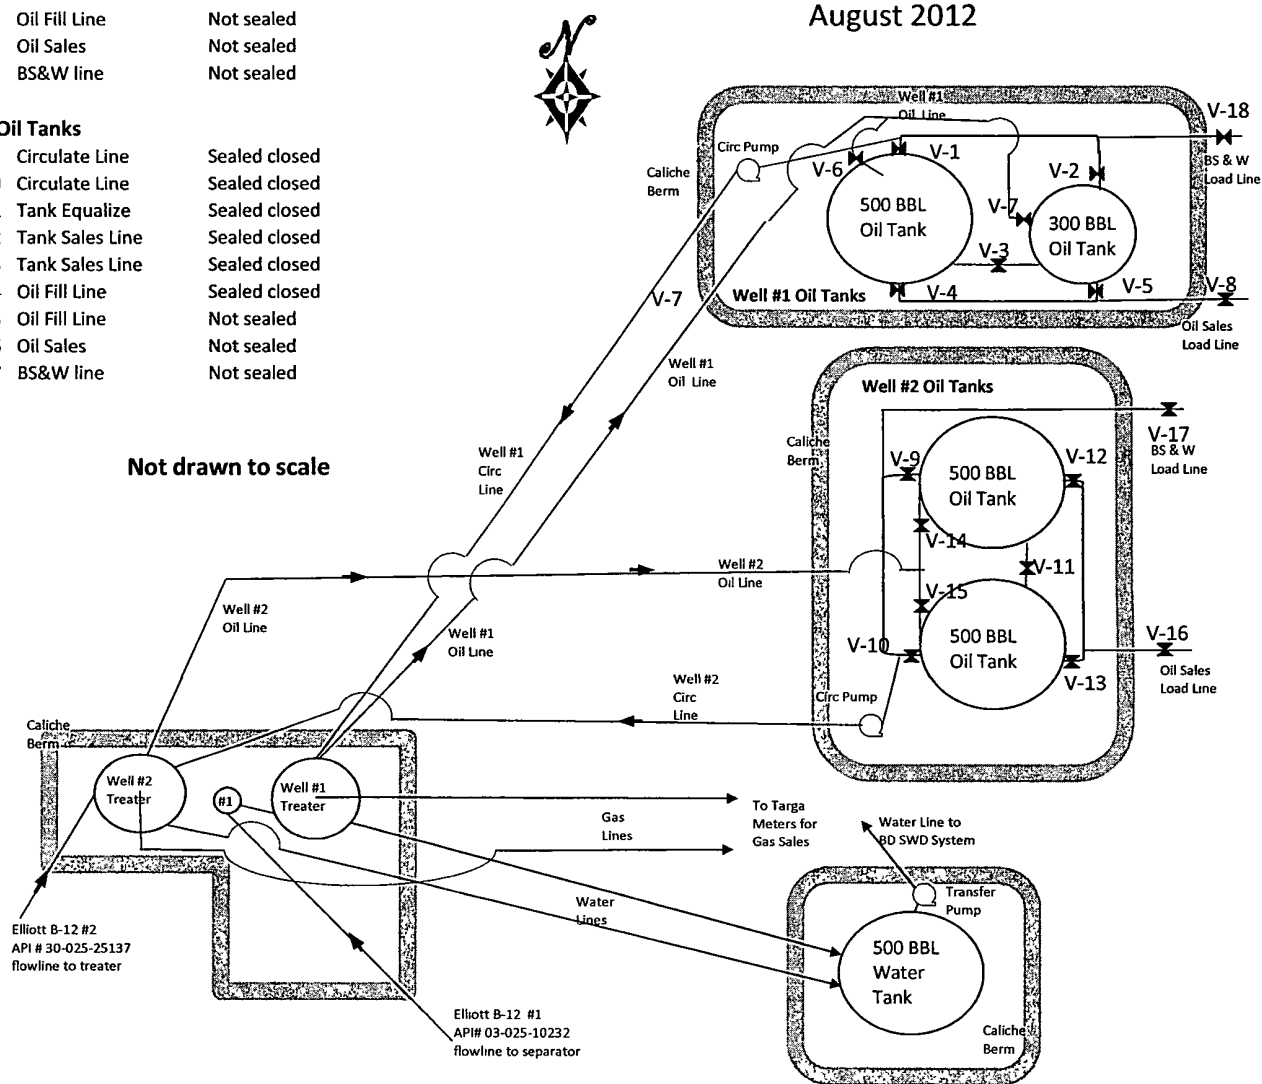 Oil Fill Line Not sealed
Oil Sales Not sealed
BS&W line Not sealed
Oil Tanks
Circulate Line Sealed closed
Circulate Line Sealed closed
Tank Equalize Sealed closed
Tank Sales Line Sealed closed
Tank Sales Line Sealed closed
Oil Fill Line Sealed closed
Oil Fill Line Not sealed
Oil Sales Not sealed
BS&W line Not sealed
Not drawn to scale
N
August 2012
Well #1
Oil Line
V-18
BS & W
Load Line
Circ Pump
V-6
V-1
V-2
Caliche
Berm
500 BBL
Oil Tank
V-7
300 BBL
Oil Tank
V-3
V-4
V-5
V-8
Well #1 Oil Tanks
Oil Sales
Load Line
V-7
Well #1
Oil Line
Well #1
Circ
Line
Well #2 Oil Tanks
Caliche
Berm
V-17
BS & W
Load Line
V-9
500 BBL
Oil Tank
V-12
V-14
V-11
V-15
V-10
500 BBL
Oil Tank
V-13
V-16
Oil Sales
Load Line
Circ Pump
Well #2
Oil Line
Well #2
Oil Line
Well #1
Oil Line
Well #2
Circ
Line
Caliche
Berm
Well #2
Treater
#1
Well #1
Treater
Gas
Lines
To Targa
Meters for
Gas Sales
Water Line to
BD SWD System
Transfer
Pump
Water
Lines
500 BBL
Water
Tank
Caliche
Berm
Elliott B-12 #2
API # 30-025-25137
flowline to treater
Elliott B-12 #1
API# 03-025-10232
flowline to separator